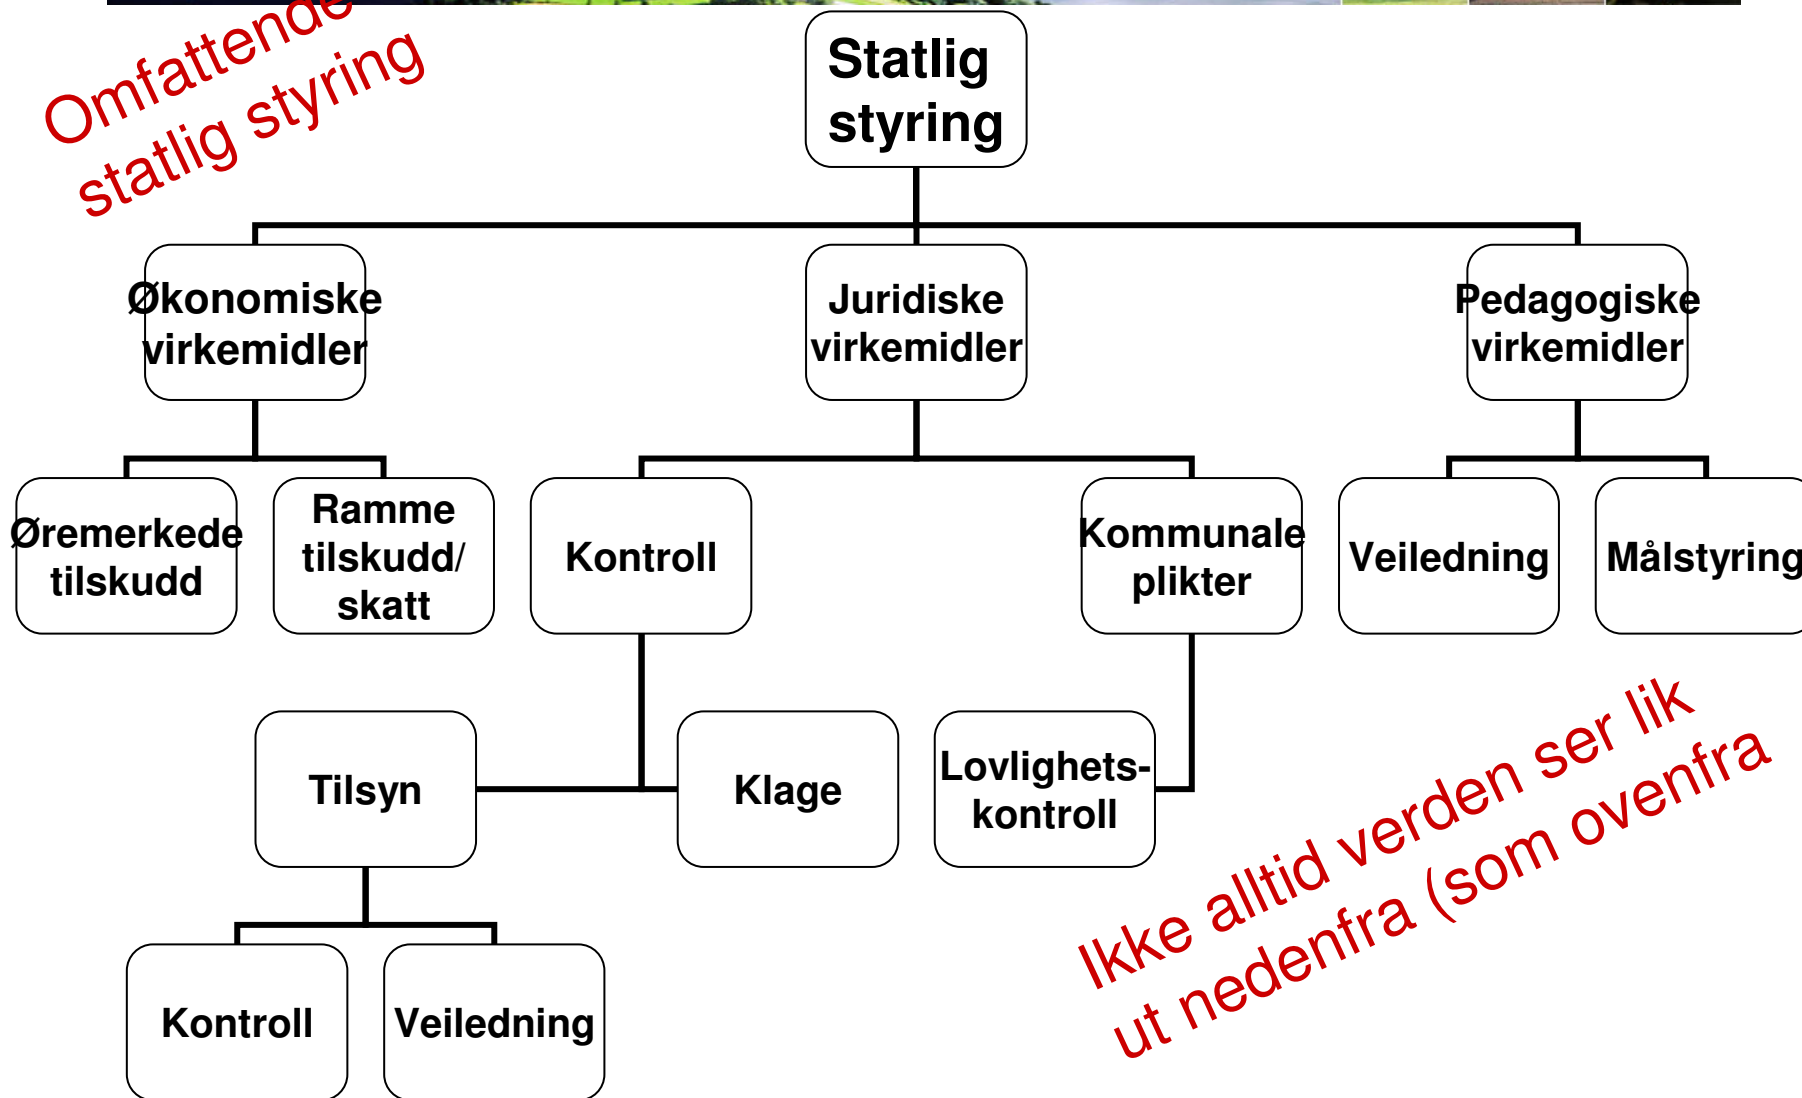 Omfattende
statlig styring
Statlig
styring
Økonomiske
virkemidler
Juridiske
virkemidler
Pedagogiske
virkemidler
Øremerkede
tilskudd
Ramme
tilskudd/
skatt
Kontroll
Kommunale
plikter
Veiledning
Målstyring
Tilsyn
Klage
Lovlighets-
kontroll
Ikke alltid verden ser lik
ut nedenfra (som ovenfra
Kontroll
Veiledning